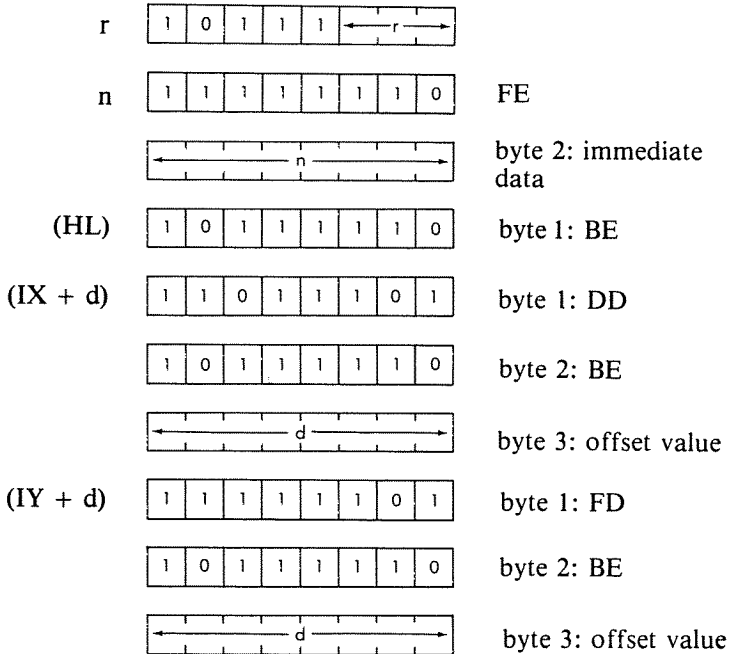 r 1 0 1 1 1 r
n 1 1 1 1 1 1 1 0 FE
n byte 2: immediate
data
(HL) 1 0 1 1 1 1 1 0 byte 1: BE
(IX + d) 1 1 0 1 1 1 0 1 byte 1: DD
1 0 1 1 1 1 1 0 byte 2: BE
d byte 3: offset value
(IY + d) 1 1 1 1 1 1 0 1 byte 1: FD
1 0 1 1 1 1 1 0 byte 2: BE
d byte 3: offset value